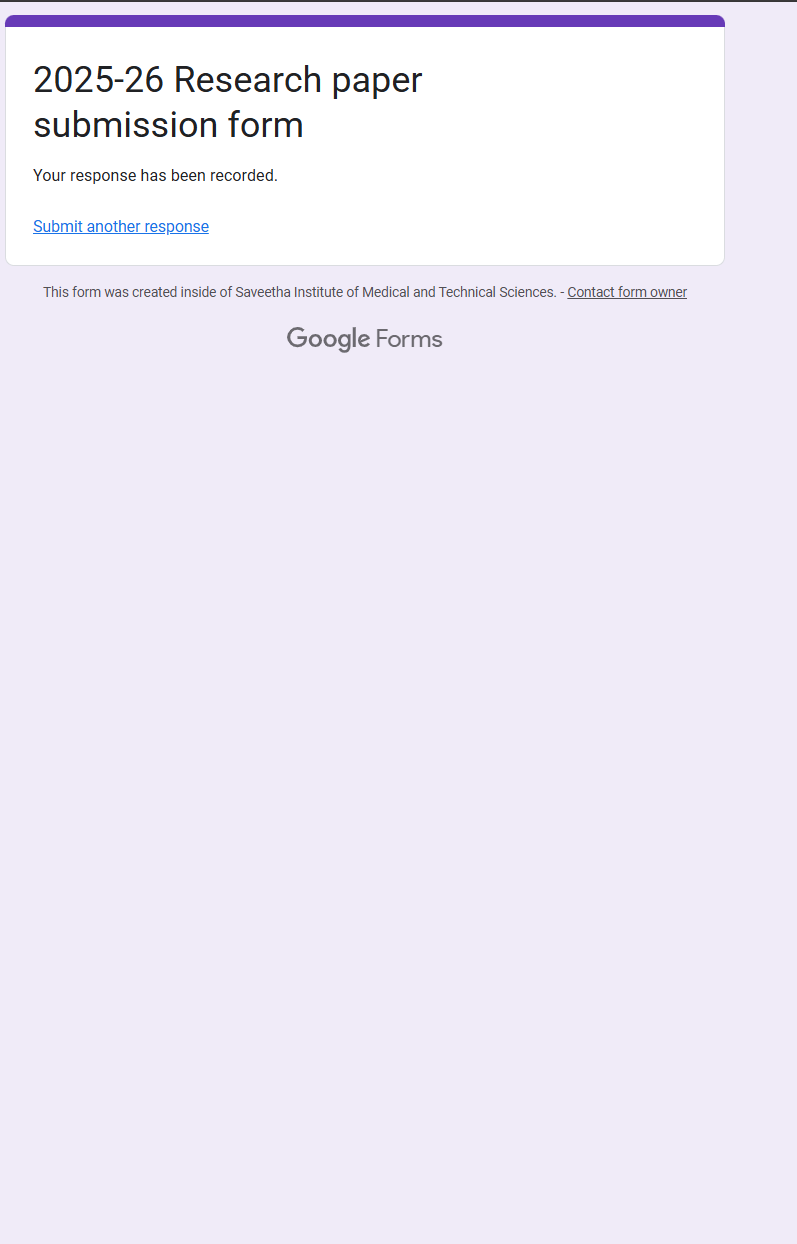 2025-26 Research paper
submission form
Your response has been recorded.
Submit another response
This form was created inside of Saveetha Institute of Medical and Technical Sciences. - Contact form owner
Google Forms